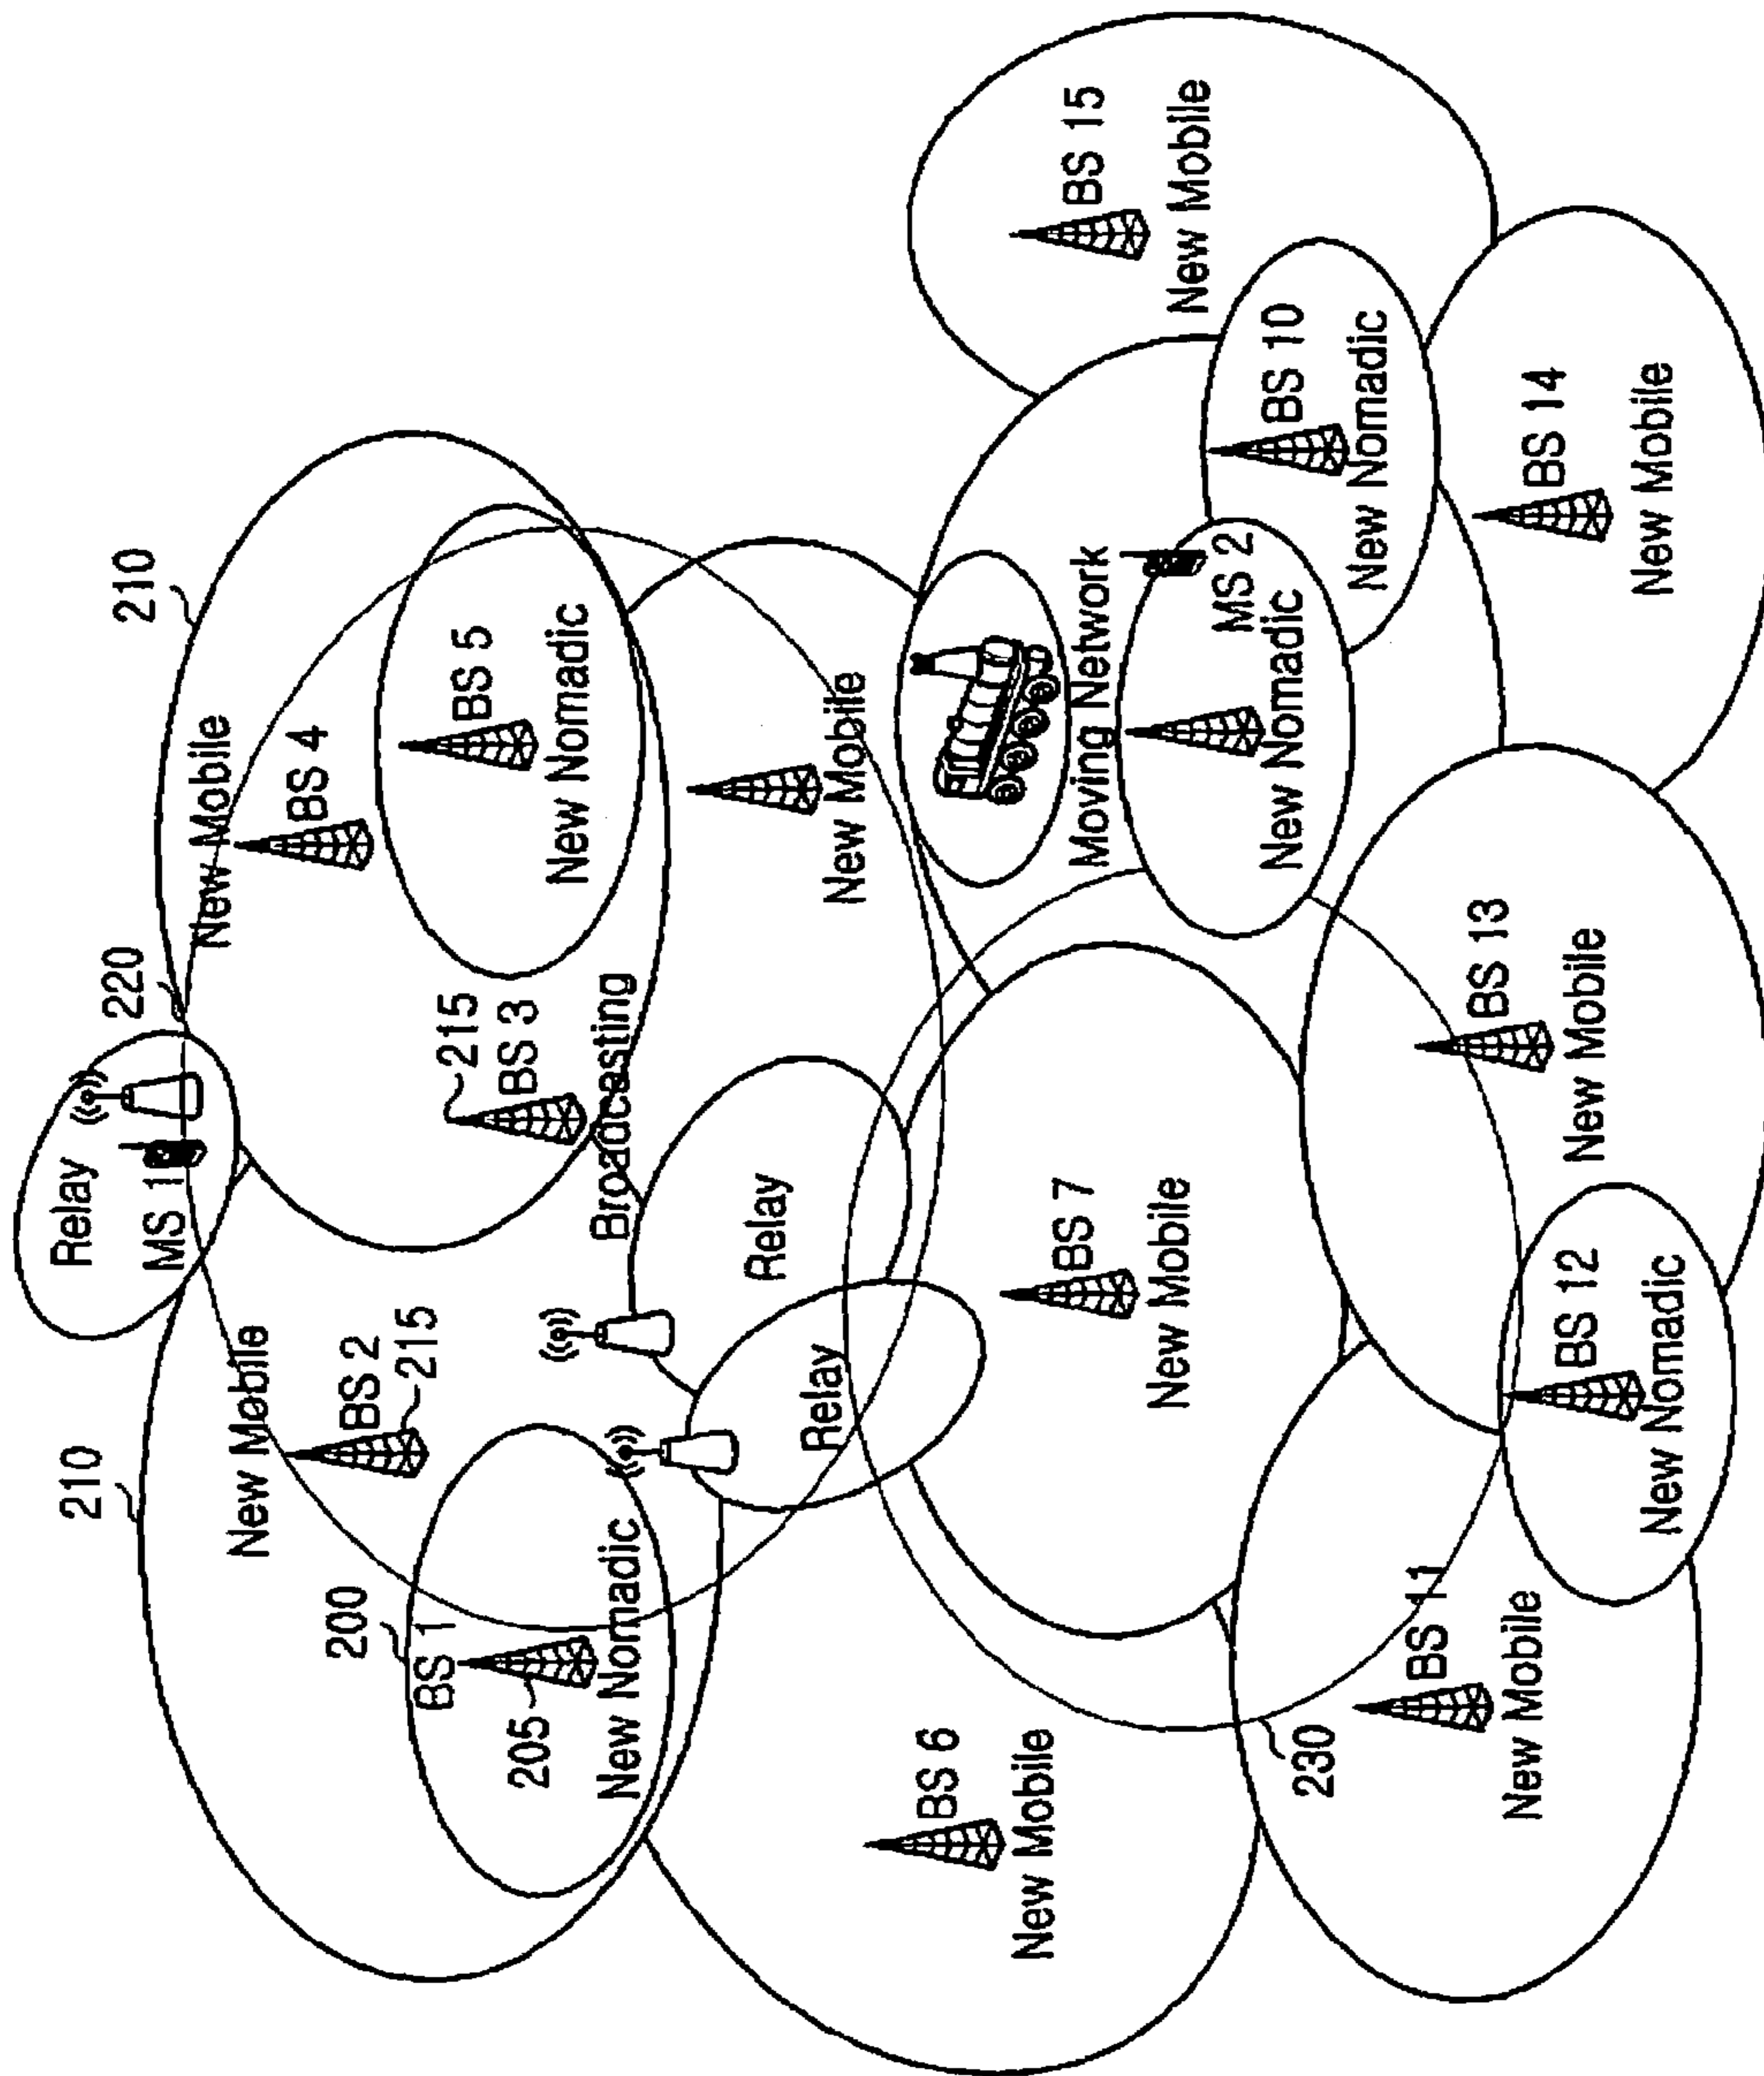 Relay
210
220
210
MS 1
New Mobile
New Mobile
BS 4
200
BS 2
215
BS 1
215
BS 5
BS 3
205
New Nomadic
Broadcasting
New Nomadic
Relay
Relay
New Mobile
BS 6
New Mobile
BS 7
BS 15
Moving Network
New Mobile
New Mobile
MS 2
New Nomadic
BS 10
230
New Nomadic
BS 11
BS 13
New Mobile
BS 14
BS 12
New Mobile
New Mobile
New Nomadic